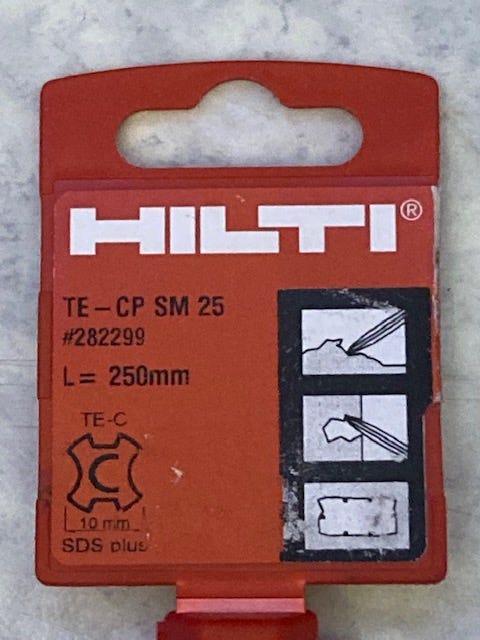 HILTI®
TE-CP SM 25
#282299
L= 250mm
TE-C
C
10 mm
SDS plus